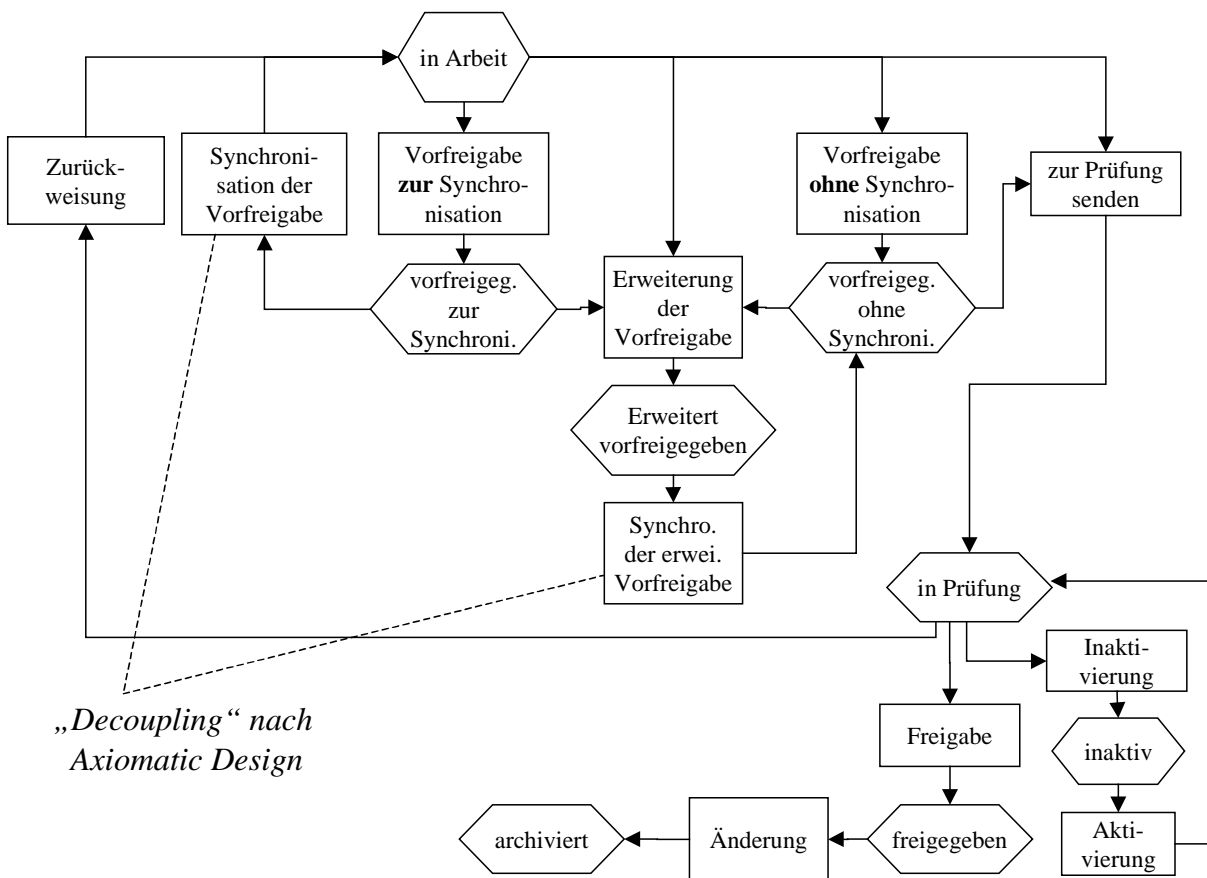 in Arbeit
Zurück-
weisung
Synchroni-
sation der
Vorfreigabe
Vorfreigabe
zur Synchro-
nisation
Vorfreigabe
ohne Synchro-
nisation
zur Prüfung
senden
vorfreigeg.
zur
Synchroni.
Erweiterung
der
Vorfreigabe
vorfreigeg.
ohne
Synchroni.
Erweitert
vorfreigegeben
Synchro.
der erwei.
Vorfreigabe
in Prüfung
Inakti-
vierung
„Decoupling“ nach
Axiomatic Design
Freigabe
inaktiv
archiviert
Änderung
freigegeben
Akti-
vierung